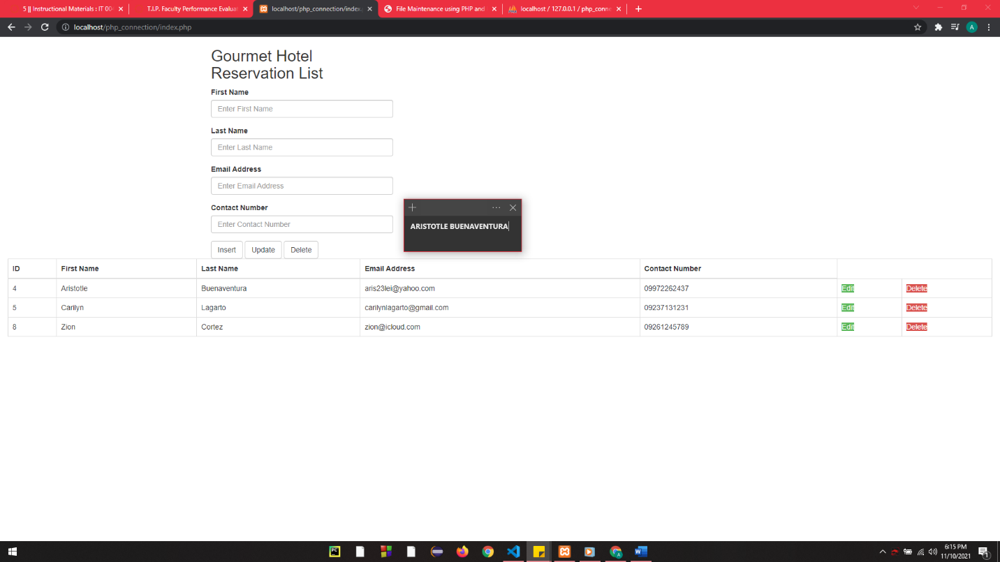 5 || Instructional Materials : IT 004
T.I.P. Faculty Performance Evaluat
localhost/php_connection/index.p
File Maintenance using PHP and
localhost / 127.0.0.1 / php_conne
localhost/php_connection/index.php
A
Gourmet Hotel
Reservation List
First Name
Enter First Name
Last Name
Enter Last Name
Email Address
Enter Email Address
Contact Number
Enter Contact Number
ARISTOTLE BUENAVENTURA
Insert Update Delete
ID First Name Last Name Email Address Contact Number
4 Aristotle Buenaventura aris23lei@yahoo.com 09972262437 Edit Delete
5 Carilyn Lagarto carilynlagarto@gmail.com 09237131231 Edit Delete
8 Zion Cortez zion@icloud.com 09261245789 Edit Delete
PC
A
W
6:15 PM
11/10/2021
1